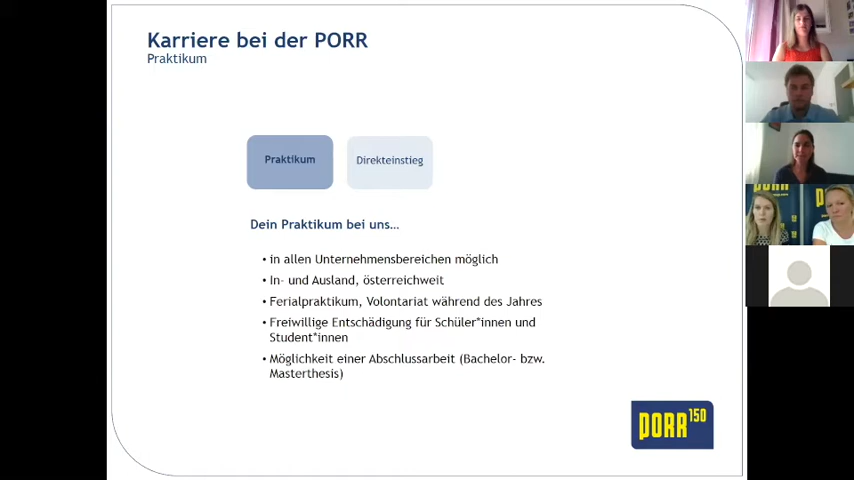 Karriere bei der PORR
Praktikum
Praktikum
Direkteinstieg
Dein Praktikum bei uns...
• in allen Unternehmensbereichen möglich
• In- und Ausland, österreichweit
• Ferialpraktikum, Volontariat während des Jahres
• Freiwillige Entschädigung für Schüler*innen und
Student*innen
• Möglichkeit einer Abschlussarbeit (Bachelor- bzw.
Masterthesis)
PORR 150